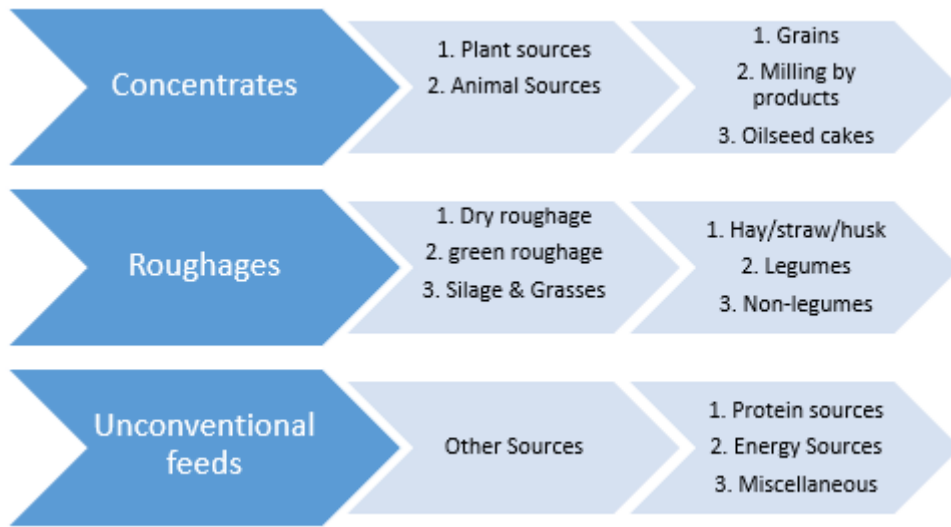 Concentrates
1. Plant sources
2. Animal Sources
1. Grains
2. Milling by
products
3. Oilseed cakes
Roughages
1. Dry roughage
2. green roughage
3. Silage & Grasses
1. Hay/straw/husk
2. Legumes
3. Non-legumes
Unconventional
feeds
Other Sources
1. Protein sources
2. Energy Sources
3. Miscellaneous